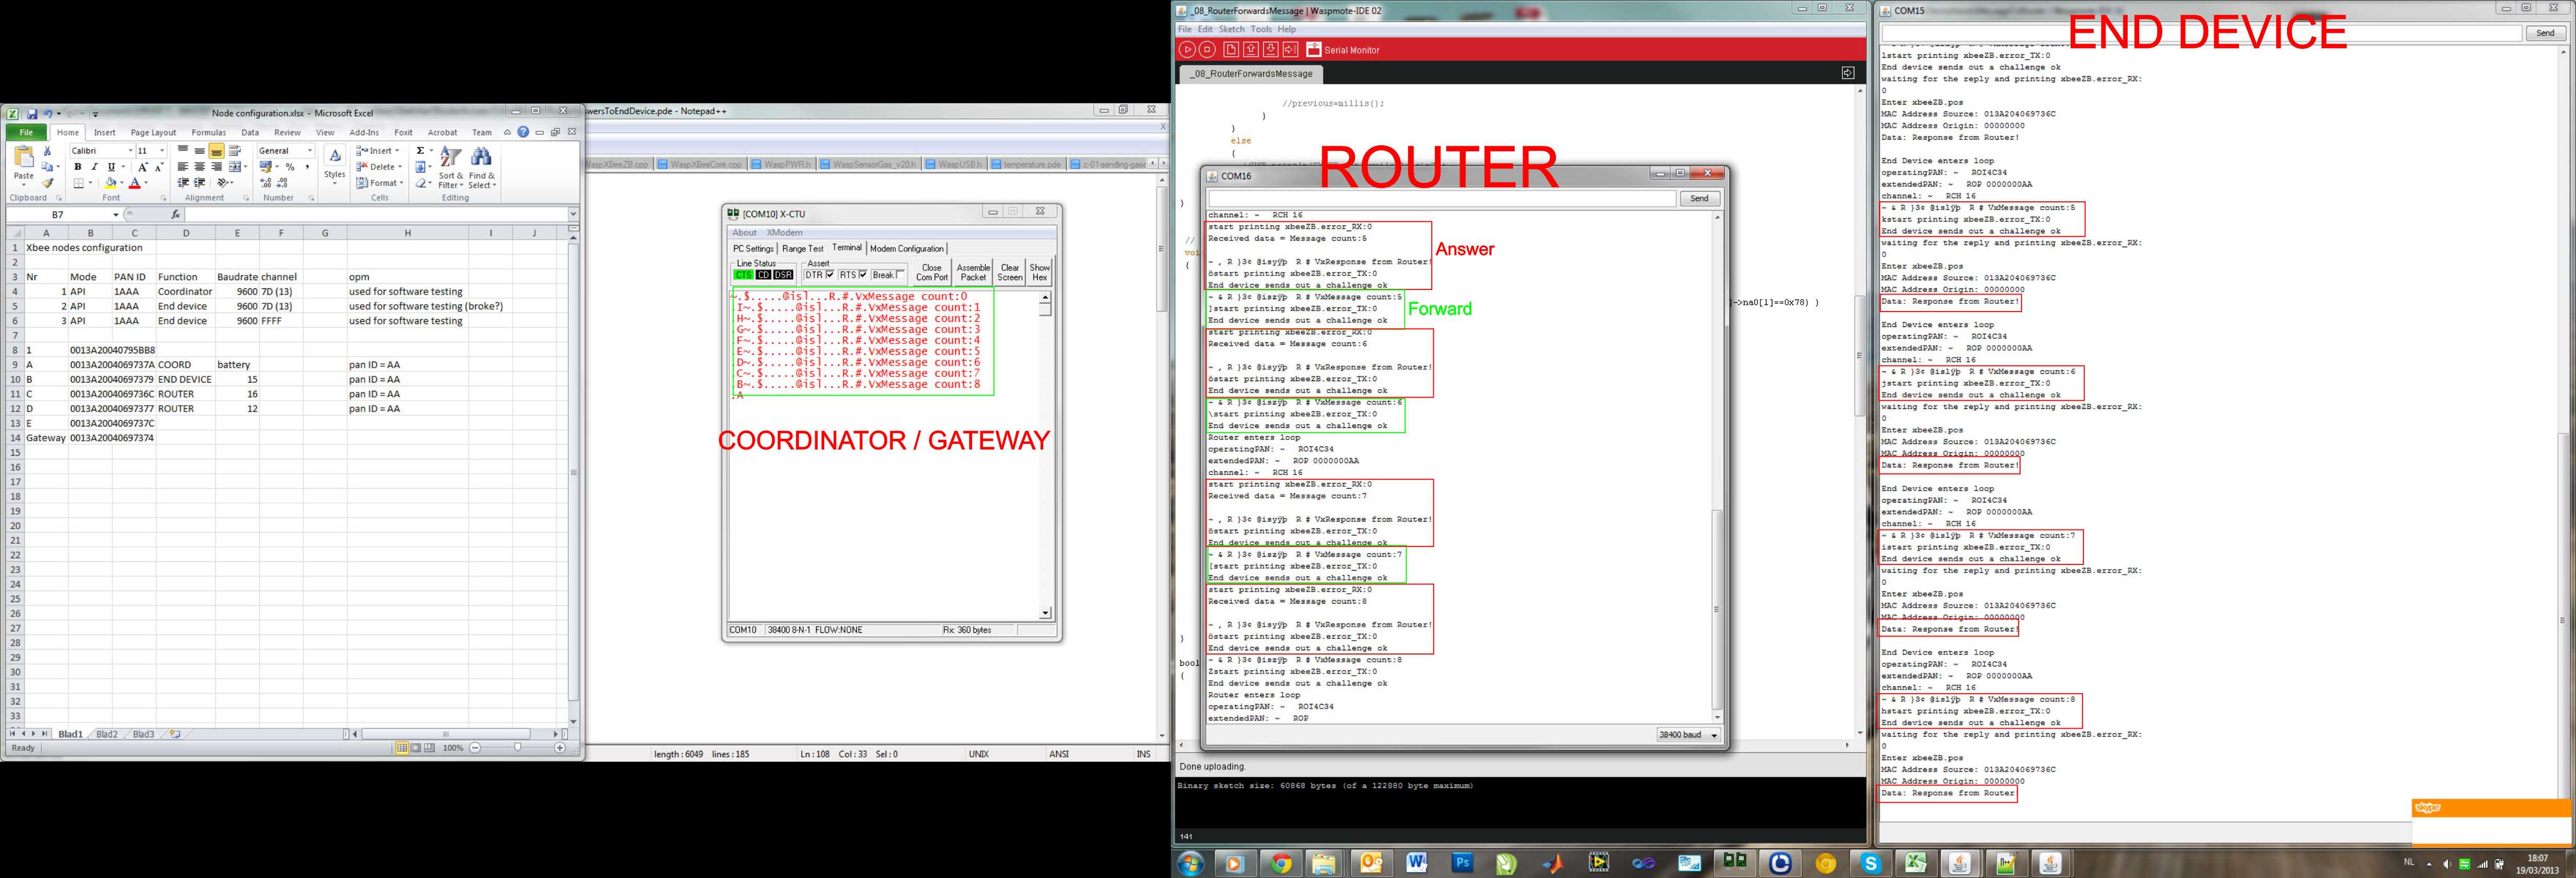 Node configuration.xlsx - Microsoft Excel
File Home Insert Page Layout Formulas Data Review View Add-Ins Foxit Acrobat Team
Calibri 11 General
Paste
Styles
Insert
Delete
Format
Sort & Filter
Find & Select
Clipboard Font Alignment Number Cells Editing
B7 fx
A B C D E F G H I J
1 Xbee nodes configuration
2
3 Nr Mode PAN ID Function Baudrate channel opm
4 1 API 1AAA Coordinator 9600 7D (13) used for software testing
5 2 API 1AAA End device 9600 7D (13) used for software testing (broke?)
6 3 API 1AAA End device 9600 FFFF used for software testing
7
8 1 0013A20040795BB8
9 A 0013A2004069737A COORD battery pan ID = AA
10 B 0013A20040697379 END DEVICE 15 pan ID = AA
11 C 0013A2004069736C ROUTER 16 pan ID = AA
12 D 0013A20040697377 ROUTER 12 pan ID = AA
13 E 0013A2004069737C
14 Gateway 0013A20040697374
15
16
17
18
19
20
21
22
23
24
25
26
27
28
29
30
31
32
33
Blad1 Blad2 Blad3
Ready 100%
wersToEndDevice.pde - Notepad++
WaspXBeeZB.cpp WaspXBeeCore.cpp WaspPWR.h WaspSensorGas_v20.h WaspUSB.h temperature.pde c-01-sending-gase
[COM10] X-CTU
About XModem
PC Settings Range Test Terminal Modem Configuration
Line Status Assert
CTS CD DSR DTR RTS Break
Close Com Port
Assemble Packet
Clear Screen
Show Hex
~.$.....@isl...R.#.VxMessage count:0
I~.$.....@isl...R.#.VxMessage count:1
H~.$.....@isl...R.#.VxMessage count:2
G~.$.....@isl...R.#.VxMessage count:3
F~.$.....@isl...R.#.VxMessage count:4
E~.$.....@isl...R.#.VxMessage count:5
D~.$.....@isl...R.#.VxMessage count:6
C~.$.....@isl...R.#.VxMessage count:7
B~.$.....@isl...R.#.VxMessage count:8
.A
COORDINATOR / GATEWAY
COM10 38400 8-N-1 FLOW:NONE Rx: 360 bytes
length : 6049 lines : 185 Ln : 108 Col : 33 Sel : 0 UNIX ANSI INS
_08_RouterForwardsMessage | Waspmote-IDE 02
File Edit Sketch Tools Help
Serial Monitor
_08_RouterForwardsMessage
//previous=millis();
}
}
else
{
]->na0[1]==0x78) )
ROUTER
COM16
Send
channel: ~ RCH 16
start printing xbeeZB.error_RX:0
Received data = Message count:5
~ , R }3¢ @isyÿþ R # VxResponse from Router!
östart printing xbeeZB.error_TX:0
End device sends out a challenge ok
Answer
~ & R }3¢ @iszÿþ R # VxMessage count:5
]start printing xbeeZB.error_TX:0
End device sends out a challenge ok
Forward
start printing xbeeZB.error_RX:0
Received data = Message count:6
~ , R }3¢ @isyÿþ R # VxResponse from Router!
östart printing xbeeZB.error_TX:0
End device sends out a challenge ok
~ & R }3¢ @iszÿþ R # VxMessage count:6
\start printing xbeeZB.error_TX:0
End device sends out a challenge ok
Router enters loop
operatingPAN: ~ ROI4C34
extendedPAN: ~ ROP 0000000AA
channel: ~ RCH 16
start printing xbeeZB.error_RX:0
Received data = Message count:7
~ , R }3¢ @isyÿþ R # VxResponse from Router!
östart printing xbeeZB.error_TX:0
End device sends out a challenge ok
~ & R }3¢ @iszÿþ R # VxMessage count:7
[start printing xbeeZB.error_TX:0
End device sends out a challenge ok
start printing xbeeZB.error_RX:0
Received data = Message count:8
~ , R }3¢ @isyÿþ R # VxResponse from Router!
östart printing xbeeZB.error_TX:0
End device sends out a challenge ok
~ & R }3¢ @iszÿþ R # VxMessage count:8
Zstart printing xbeeZB.error_TX:0
End device sends out a challenge ok
Router enters loop
operatingPAN: ~ ROI4C34
extendedPAN: ~ ROP
38400 baud
bool
{
Done uploading.
Binary sketch size: 60868 bytes (of a 122880 byte maximum)
141
COM15
END DEVICE
Send
lstart printing xbeeZB.error_TX:0
End device sends out a challenge ok
waiting for the reply and printing xbeeZB.error_RX:
0
Enter xbeeZB.pos
MAC Address Source: 013A204069736C
MAC Address Origin: 00000000
Data: Response from Router!
End Device enters loop
operatingPAN: ~ ROI4C34
extendedPAN: ~ ROP 0000000AA
channel: ~ RCH 16
~ & R }3¢ @islÿþ R # VxMessage count:5
kstart printing xbeeZB.error_TX:0
End device sends out a challenge ok
waiting for the reply and printing xbeeZB.error_RX:
0
Enter xbeeZB.pos
MAC Address Source: 013A204069736C
MAC Address Origin: 00000000
Data: Response from Router!
End Device enters loop
operatingPAN: ~ ROI4C34
extendedPAN: ~ ROP 0000000AA
channel: ~ RCH 16
~ & R }3¢ @islÿþ R # VxMessage count:6
jstart printing xbeeZB.error_TX:0
End device sends out a challenge ok
waiting for the reply and printing xbeeZB.error_RX:
0
Enter xbeeZB.pos
MAC Address Source: 013A204069736C
MAC Address Origin: 00000000
Data: Response from Router!
End Device enters loop
operatingPAN: ~ ROI4C34
extendedPAN: ~ ROP 0000000AA
channel: ~ RCH 16
~ & R }3¢ @islÿþ R # VxMessage count:7
istart printing xbeeZB.error_TX:0
End device sends out a challenge ok
waiting for the reply and printing xbeeZB.error_RX:
0
Enter xbeeZB.pos
MAC Address Source: 013A204069736C
MAC Address Origin: 00000000
Data: Response from Router!
End Device enters loop
operatingPAN: ~ ROI4C34
extendedPAN: ~ ROP 0000000AA
channel: ~ RCH 16
~ & R }3¢ @islÿþ R # VxMessage count:8
hstart printing xbeeZB.error_TX:0
End device sends out a challenge ok
waiting for the reply and printing xbeeZB.error_RX:
0
Enter xbeeZB.pos
MAC Address Source: 013A204069736C
MAC Address Origin: 00000000
Data: Response from Router
skype
NL 18:07
19/03/2013